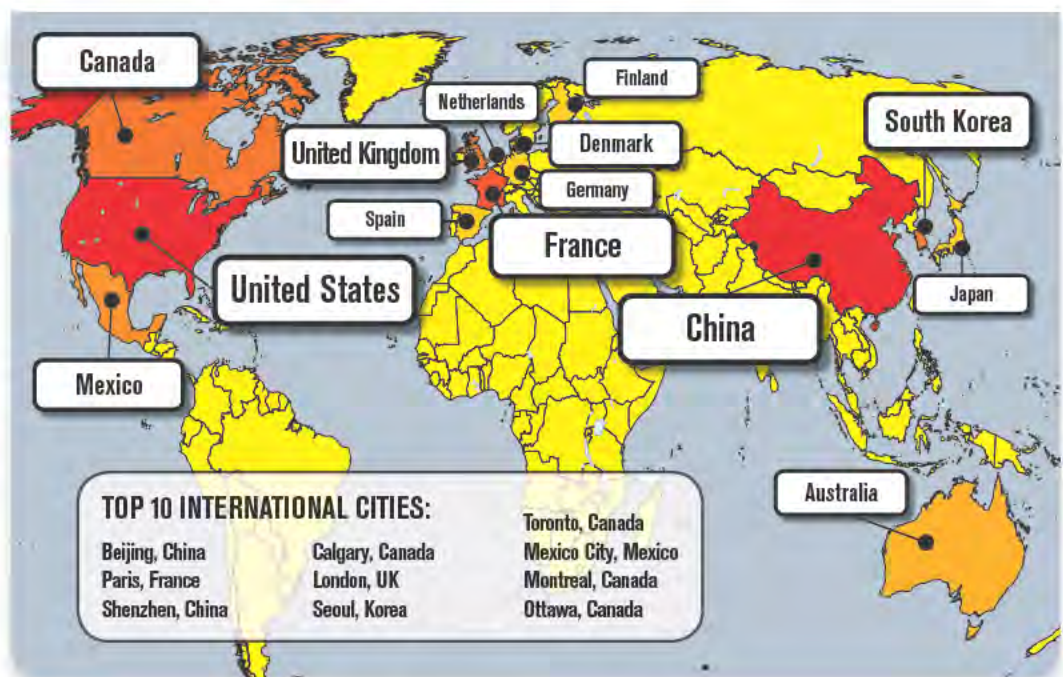 Canada
Finland
Netherlands
South Korea
United Kingdom
Denmark
Germany
Spain
France
United States
China
Japan
Mexico
Australia
TOP 10 INTERNATIONAL CITIES:
Beijing, China
Paris, France
Shenzhen, China
Calgary, Canada
London, UK
Seoul, Korea
Toronto, Canada
Mexico City, Mexico
Montreal, Canada
Ottawa, Canada